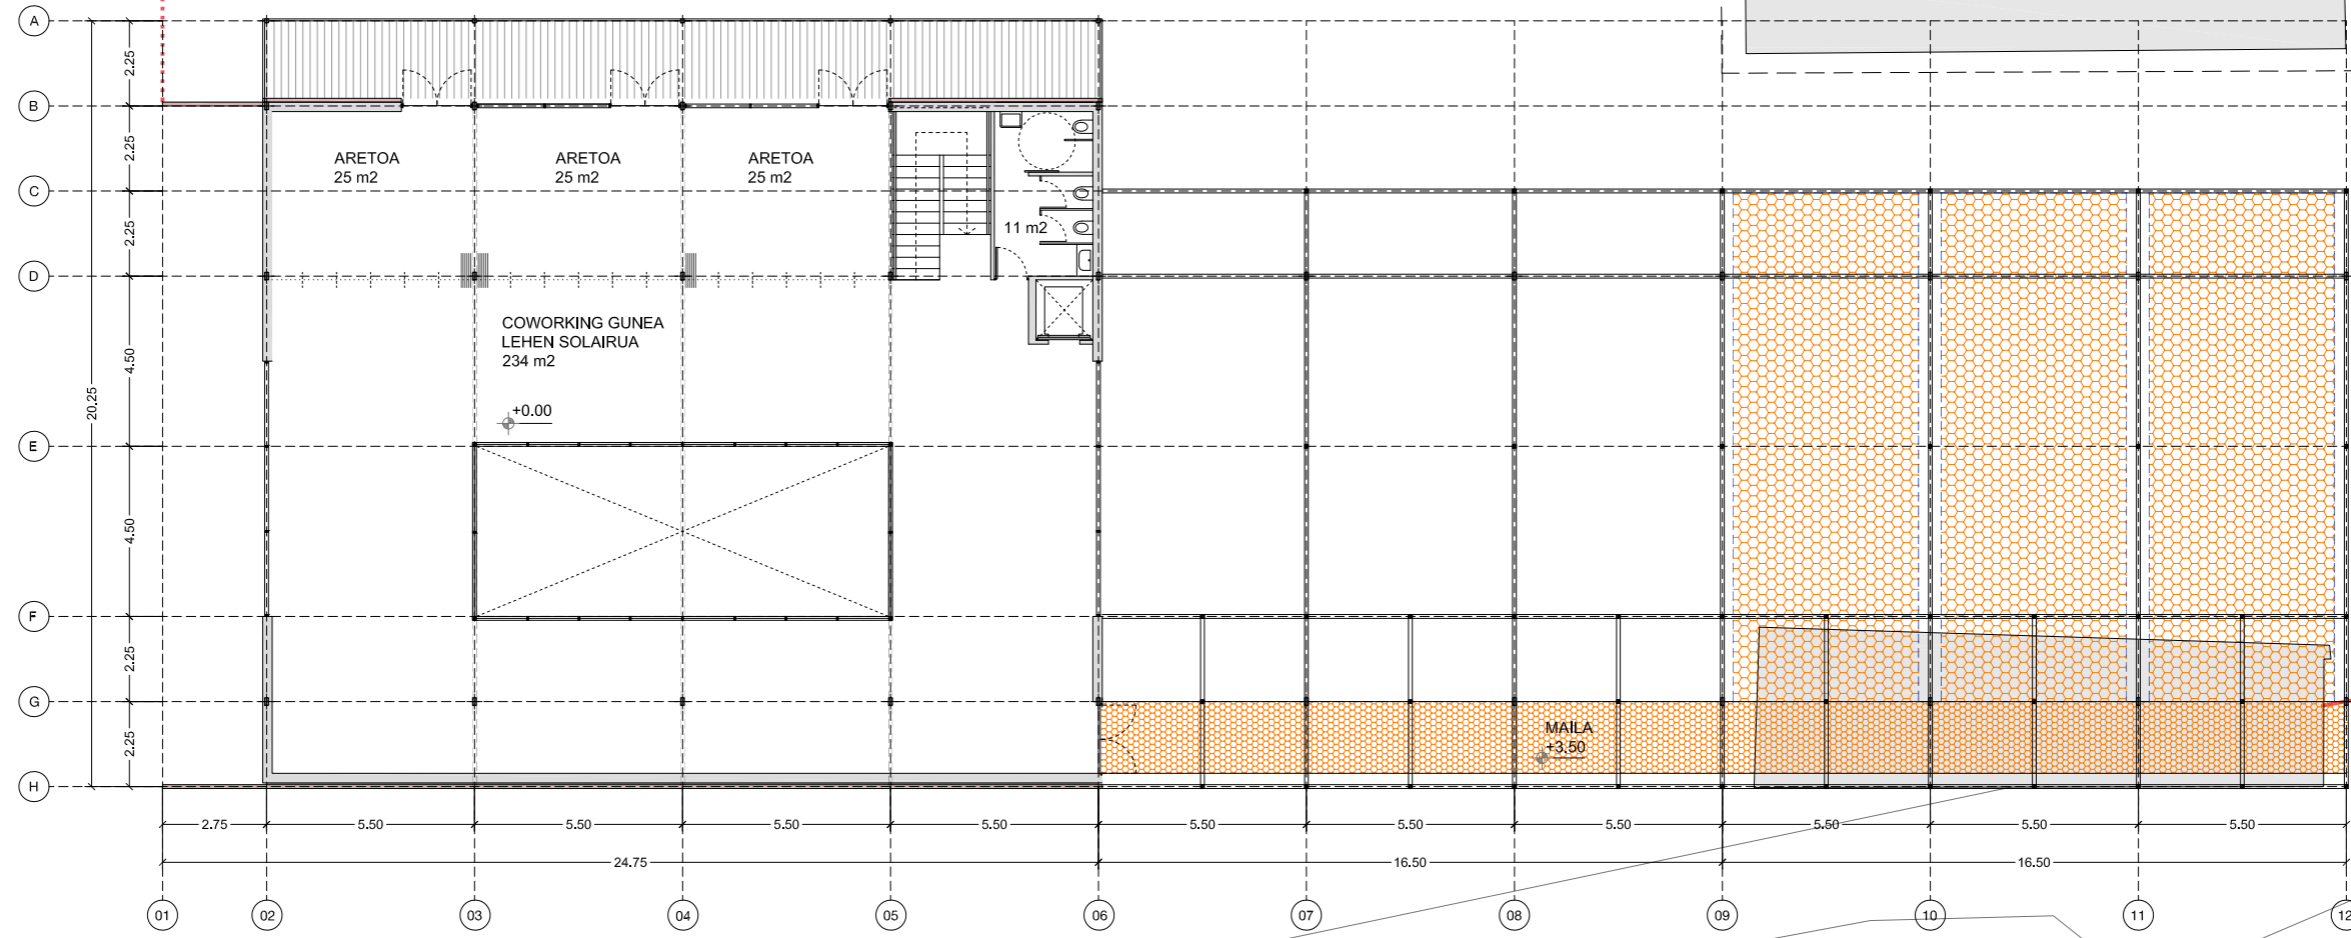 A
B
C
D
E
F
G
H
2.25
2.25
2.25
4.50
4.50
2.25
2.25
20.25
ARETOA
25 m2
ARETOA
25 m2
ARETOA
25 m2
11 m2
COWORKING GUNEA
LEHEN SOLAIRUA
234 m2
+0.00
MAILA
+3.50
2.75
5.50
5.50
5.50
5.50
5.50
5.50
5.50
5.50
5.50
5.50
24.75
16.50
16.50
01
02
03
04
05
06
07
08
09
10
11
12